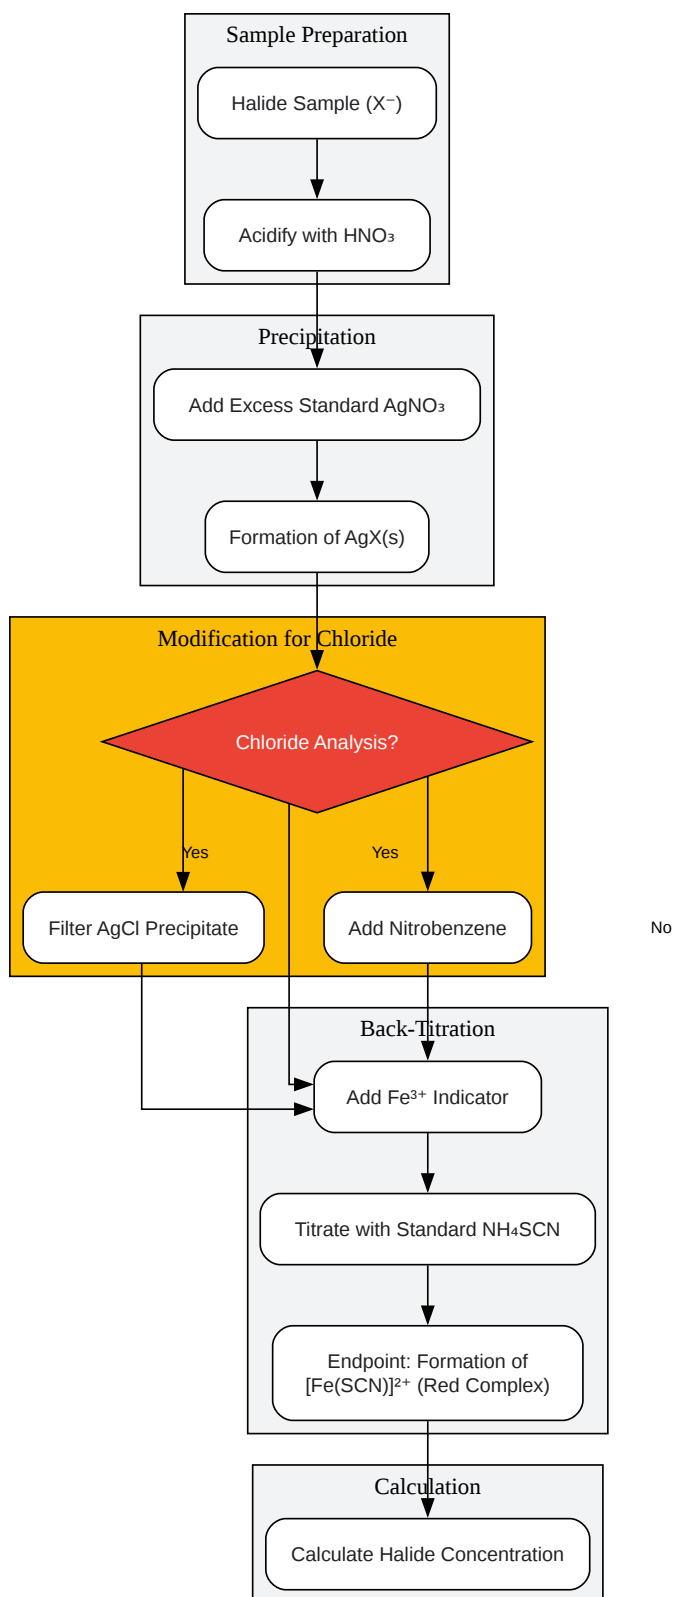 Sample Preparation
Halide Sample (X⁻)
Acidify with HNO₃
Precipitation
Add Excess Standard AgNO₃
Formation of AgX(s)
Modification for Chloride
Chloride Analysis?
Yes
Yes
Filter AgCl Precipitate
Add Nitrobenzene
No
Back-Titration
Add Fe³⁺ Indicator
Titrate with Standard NH₄SCN
Endpoint: Formation of
[Fe(SCN)]²⁺ (Red Complex)
Calculation
Calculate Halide Concentration